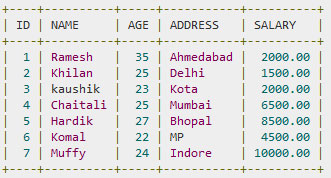 +----+----------+-----+-----------+----------+
| ID | NAME     | AGE | ADDRESS   | SALARY   |
+----+----------+-----+-----------+----------+
|  1 | Ramesh   |  35 | Ahmedabad |  2000.00 |
|  2 | Khilan   |  25 | Delhi     |  1500.00 |
|  3 | kaushik  |  23 | Kota      |  2000.00 |
|  4 | Chaitali |  25 | Mumbai    |  6500.00 |
|  5 | Hardik   |  27 | Bhopal    |  8500.00 |
|  6 | Komal    |  22 | MP        |  4500.00 |
|  7 | Muffy    |  24 | Indore    | 10000.00 |
+----+----------+-----+-----------+----------+